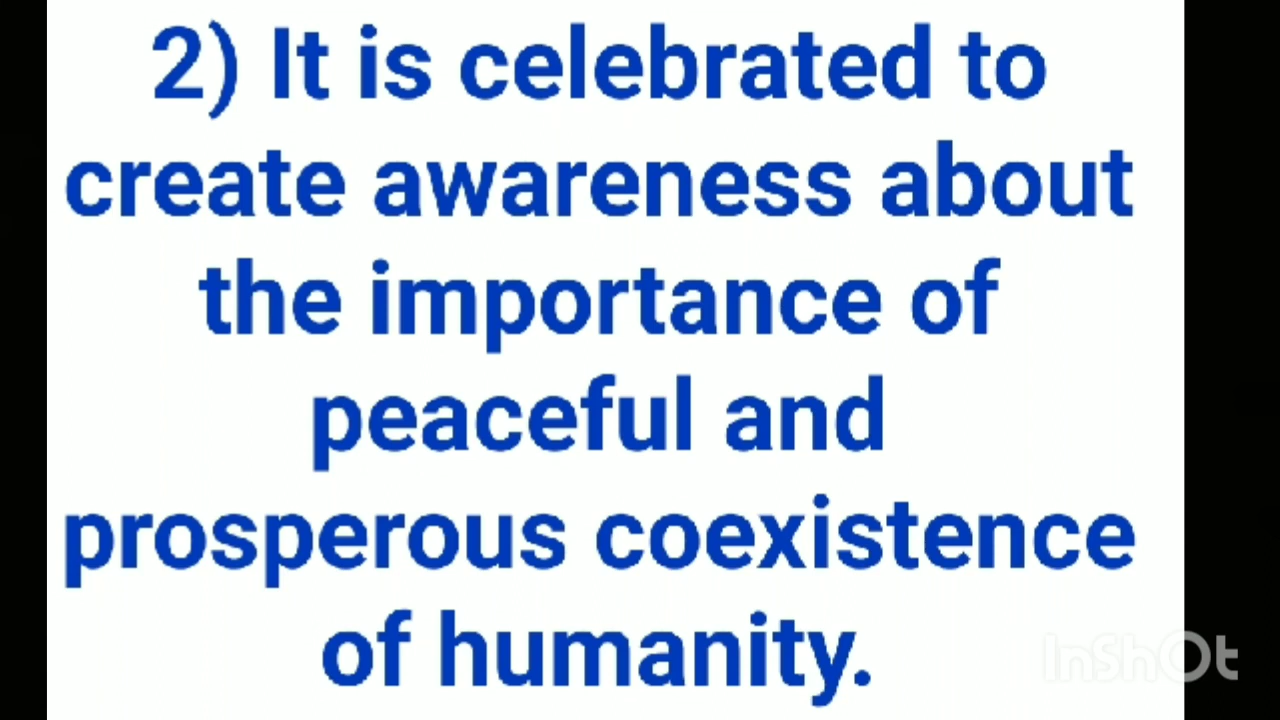 2) It is celebrated to
create awareness about
the importance of
peaceful and
prosperous coexistence
of humanity.
InShOt